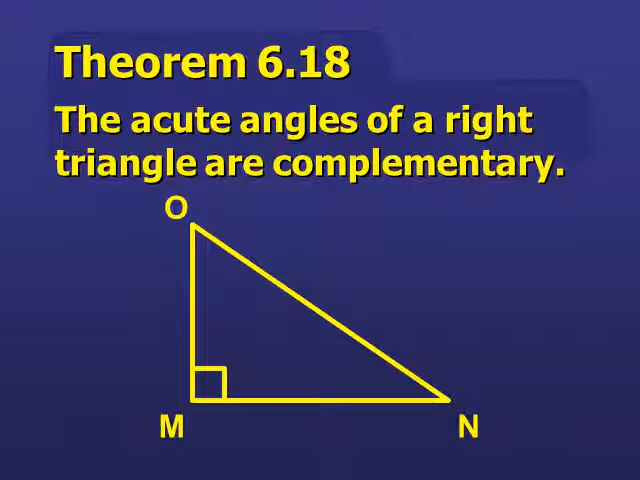 Theorem 6.18
The acute angles of a right
triangle are complementary.
O
M N